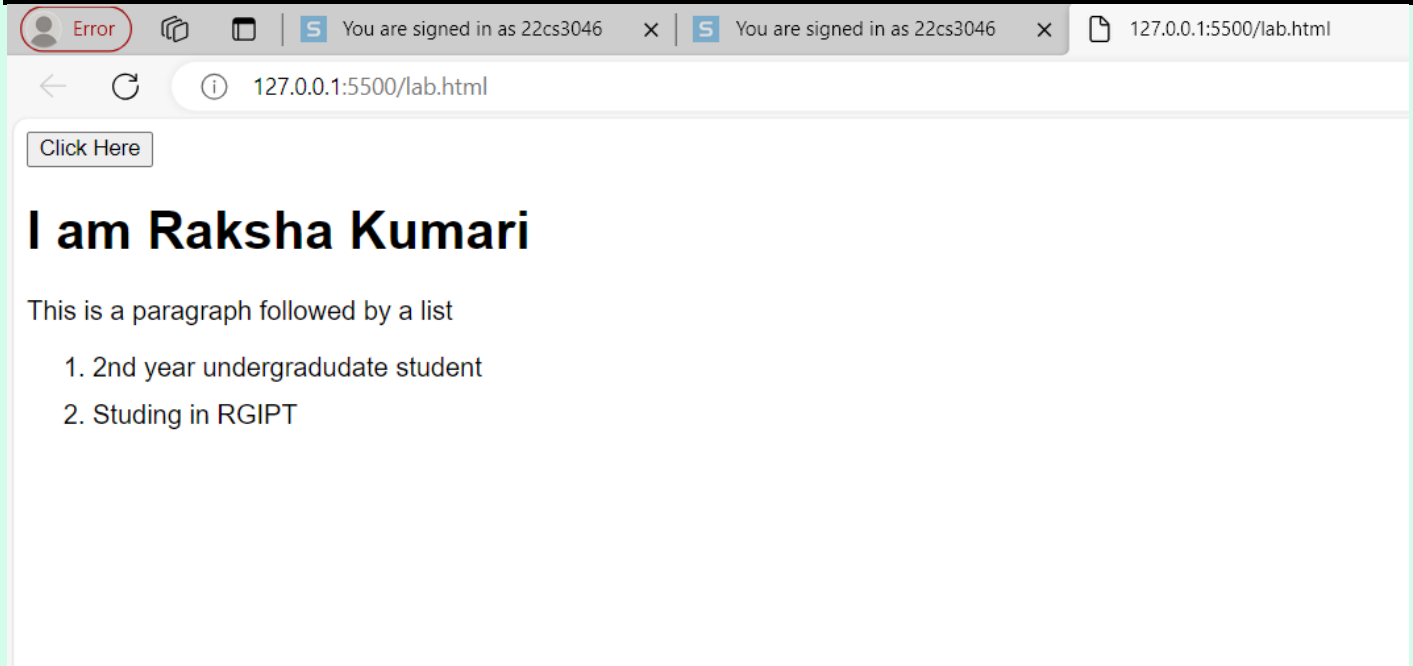 Error
S You are signed in as 22cs3046
S You are signed in as 22cs3046
127.0.0.1:5500/lab.html
127.0.0.1:5500/lab.html
Click Here
I am Raksha Kumari
This is a paragraph followed by a list
1. 2nd year undergradudate student
2. Studing in RGIPT